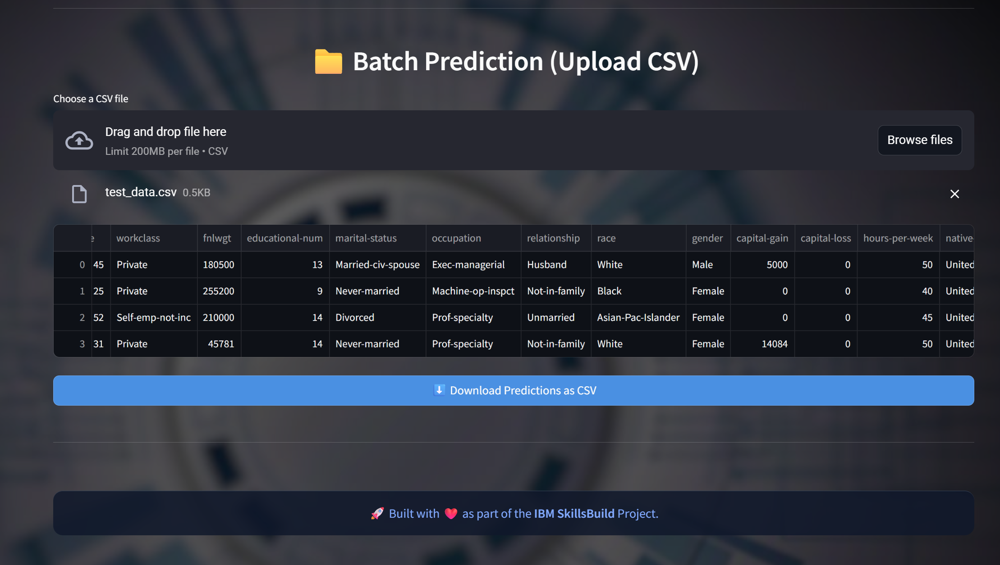 📁 Batch Prediction (Upload CSV)
Choose a CSV file
Drag and drop file here
Limit 200MB per file • CSV
Browse files
test_data.csv 0.5KB
e workclass fnlwgt educational-num marital-status occupation relationship race gender capital-gain capital-loss hours-per-week native-
0 45 Private 180500 13 Married-civ-spouse Exec-managerial Husband White Male 5000 0 50 United
1 25 Private 255200 9 Never-married Machine-op-inspct Not-in-family Black Female 0 0 40 United
2 52 Self-emp-not-inc 210000 14 Divorced Prof-specialty Unmarried Asian-Pac-Islander Female 0 0 45 United
3 31 Private 45781 14 Never-married Prof-specialty Not-in-family White Female 14084 0 50 United
⬇️ Download Predictions as CSV
🚀 Built with ❤️ as part of the IBM SkillsBuild Project.